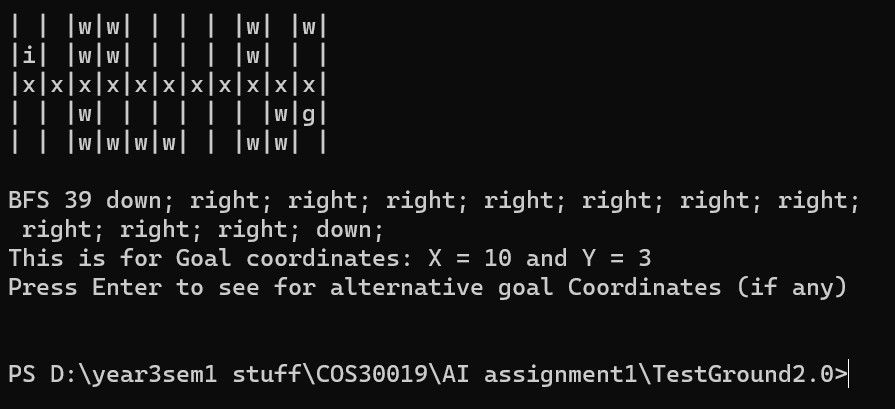 | | |w|w| | | | |w| |w|
|i| |w|w| | | | |w| | |
|x|x|x|x|x|x|x|x|x|x|x|
| | |w| | | | | | |w|g|
| | |w|w|w|w| | |w|w| |
BFS 39 down; right; right; right; right; right; right; right;
right; right; right; down;
This is for Goal coordinates: X = 10 and Y = 3
Press Enter to see for alternative goal Coordinates (if any)
PS D:\year3sem1 stuff\COS30019\AI assignment1\TestGround2.0>